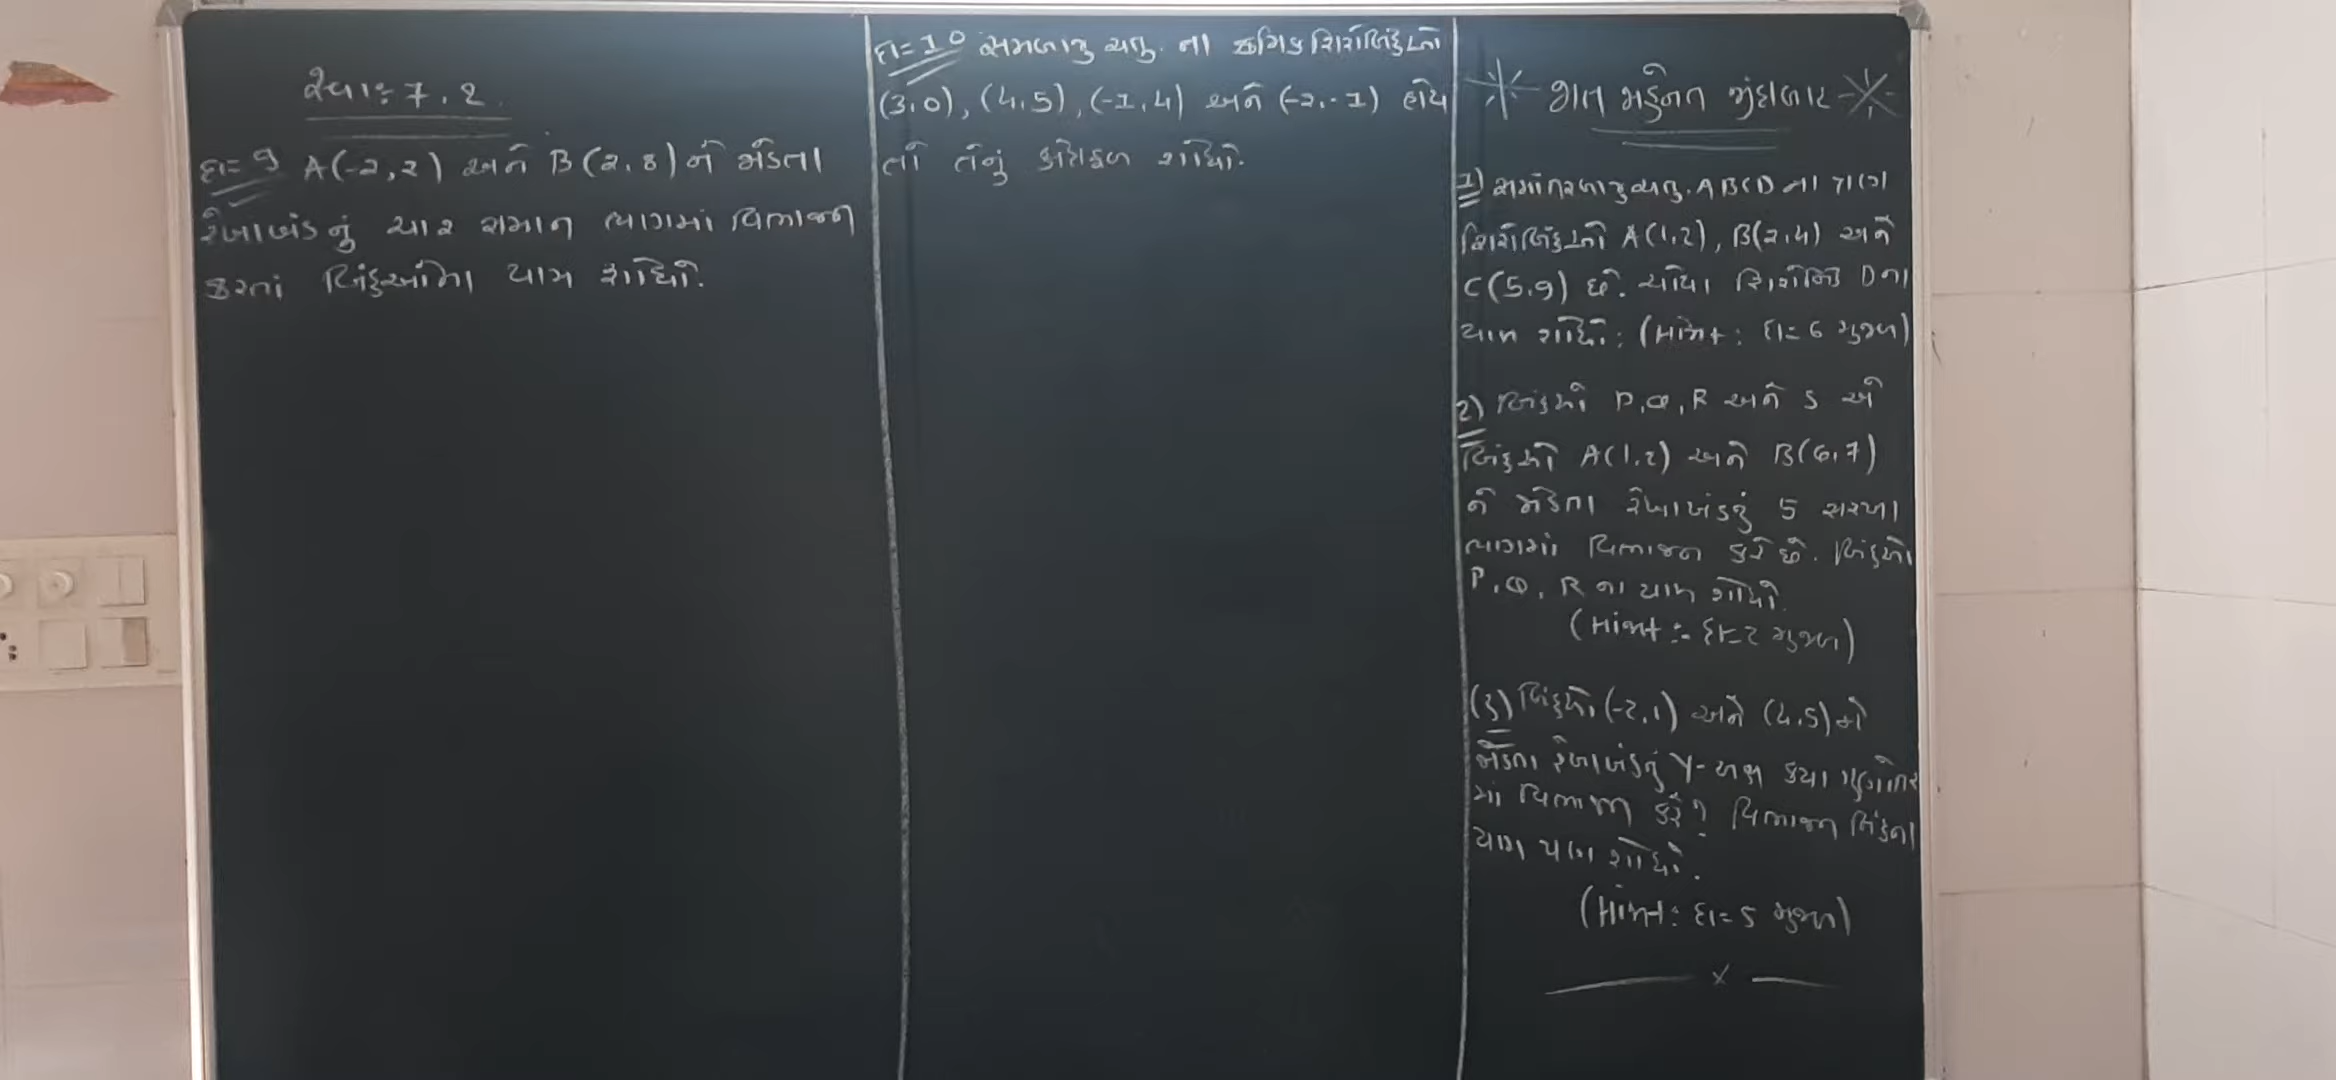 સ્વા: 7.2
દા= 9 A(-2,2) અને B(2,8) ને જોડતા
રેખાખંડનું ચાર સમાન ભાગમાં વિભાજન
કરતાં બિંદુઓના યામ શોધો.
દા= 10 સમબાજુ ચતુ. ના ક્રમિક શિરોબિંદુઓ
(3,0), (4,5), (-1,4) અને (-2,-1) હોય
તો તેનું ક્ષેત્રફળ શોધો.
જાત મહેનત ઝુંદાબાર
1) સમાંતરબાજુ ચતુ. ABCD ના ત્રણ
શિરોબિંદુઓ A(1,2), B(2,4) અને
C(5,9) છે. ચોથા શિરોબિંદુ D ના
યામ શોધો: (Hint: દા= 6 મુજબ)
2) બિંદુઓ P,Q,R અને S એ
બિંદુઓ A(1,2) અને B(6,7)
ને જોડતા રેખાખંડનું 5 સરખા
ભાગમાં વિભાજન કરે છે. બિંદુઓ
P,Q,R ના યામ શોધો.
(Hint:- દા-2 મુજબ)
(3) બિંદુઓ (-2,1) અને (4,5) ને
જોડતા રેખાખંડનું Y-અક્ષ કયા ગુણોત્તર
માં વિભાજન કરે? વિભાજન બિંદુના
યામ પણ શોધો.
(Hint: દા= 5 મુજબ)